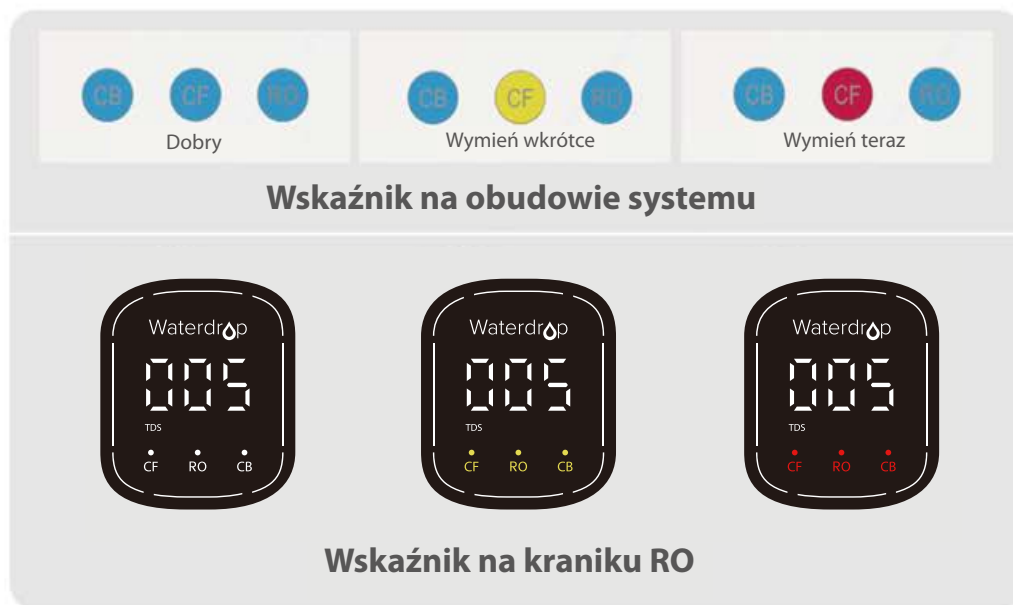 CB CF RO CB CF RO CB CF RO
Dobry Wymień wkrótce Wymień teraz
Wskaźnik na obudowie systemu
Waterdrop Waterdrop Waterdrop
005 005 005
TDS TDS TDS
CF RO CB CF RO CB CF RO CB
Wskaźnik na kraniku RO